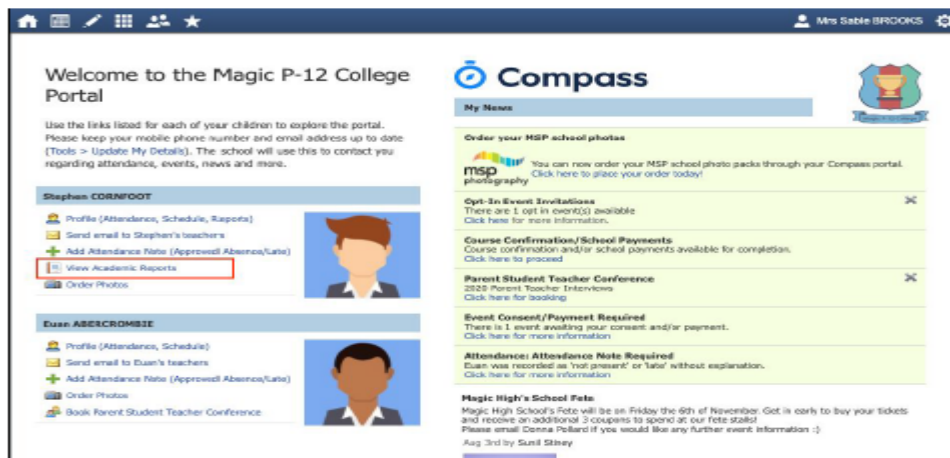 Mrs Sable BROOKS
Welcome to the Magic P-12 College
Portal
Use the links listed for each of your children to explore the portal.
Please keep your mobile phone number and email address up to date
(Tools > Update My Details). The school will use this to contact you
regarding attendance, events, news and more.
Stephen CORNFOOT
Profile (Attendance, Schedule, Reports)
Send email to Stephen's teachers
Add Attendance Note (Approved Absence/Late)
View Academic Reports
Order Photos
Euan ABERCROMBIE
Profile (Attendance, Schedule)
Send email to Euan's teachers
Add Attendance Note (Approved Absence/Late)
Order Photos
Book Parent Student Teacher Conference
Compass
My News
Order your MSP school photos
msp
photography
You can now order your MSP school photo packs through your Compass portal.
Click here to place your order today!
Opt-In Event Invitations
There are 1 opt in event(s) available
Click here for more information.
Course Confirmation/School Payments
Course confirmation and/or school payments available for completion.
Click here to proceed
Parent Student Teacher Conference
2020 Parent Teacher Interviews
Click here for booking
Event Consent/Payment Required
There is 1 event awaiting your consent and/or payment.
Click here for more information
Attendance: Attendance Note Required
Euan was recorded as 'not present' or 'late' without explanation.
Click here for more information
Magic High's School Fete
Magic High School's Fete will be on Friday the 6th of November. Get in early to buy your tickets
and receive an additional 3 coupons to spend at our fete stalls!
Please email Donna Pollard if you would like any further event information :)
Aug 3rd by Sunil Stiney